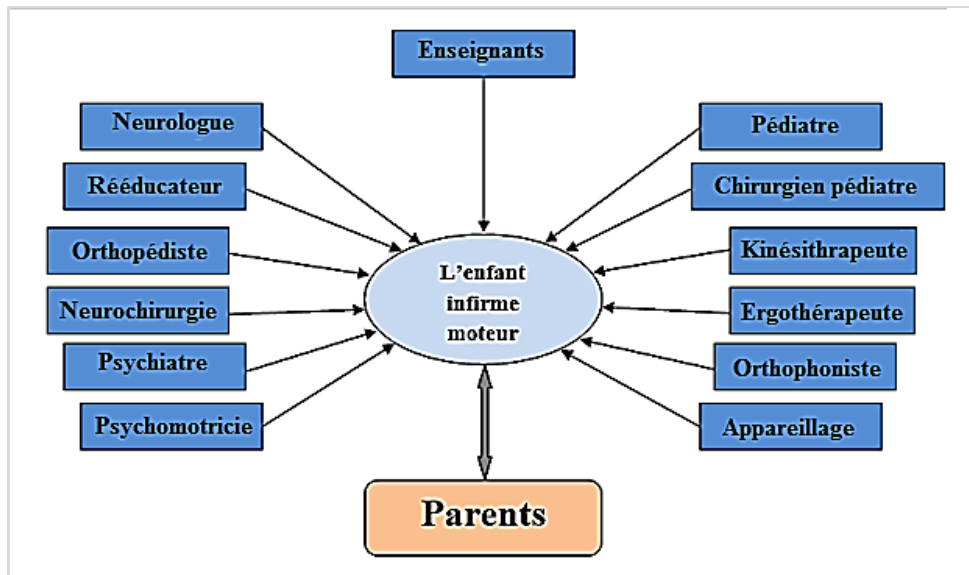 Enseignants
Neurologue
Pédiatre
Rééducateur
Chirurgien pédiatre
Orthopédiste
Kinésithrapeute
L'enfant
infirme
moteur
Neurochirurgie
Ergothérapeute
Psychiatre
Orthophoniste
Psychomotricie
Appareillage
Parents